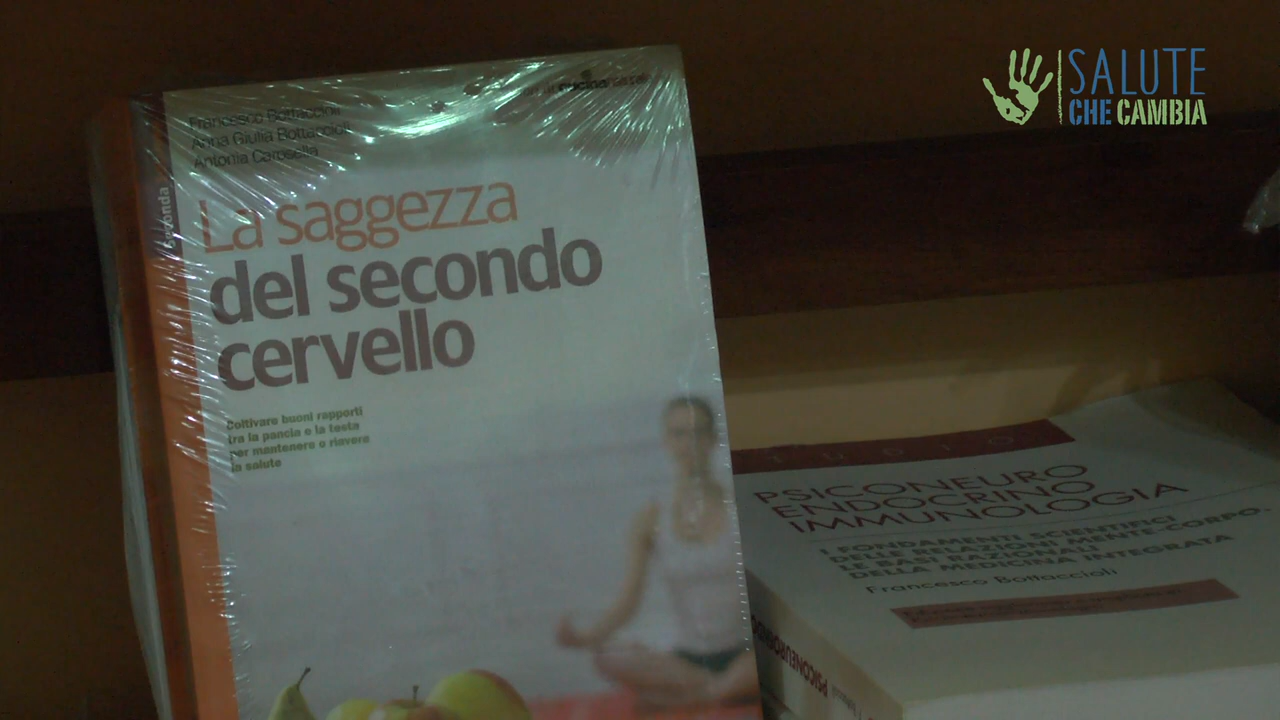 SALUTE
CHE CAMBIA
Francesco Bottaccioli
Anna Giulia Bottaccioli
Antonia Carosella
La saggezza
del secondo
cervello
Coltivare buoni rapporti
tra la pancia e la testa
per mantenere o
la salute
PSICONEURO
ENDOCRINO
IMMUNOLOGIA
I FONDAMENTI SCIENTIFICI
DELLE RELAZIONI MENTE-CORPO.
LE BASI RAZIONALI
DELLA MEDICINA INTEGRATA
Francesco Bottaccioli